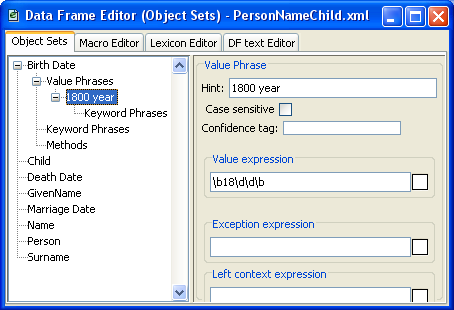 Data Frame Editor (Object Sets) - PersonNameChild.xml
Object Sets Macro Editor Lexicon Editor DF text Editor
Birth Date
Value Phrases
1800 year
Keyword Phrases
Keyword Phrases
Methods
Child
Death Date
GivenName
Marriage Date
Name
Person
Surname
Value Phrase
Hint: 1800 year
Case sensitive
Confidence tag:
Value expression
\b18\d\d\b
Exception expression
Left context expression